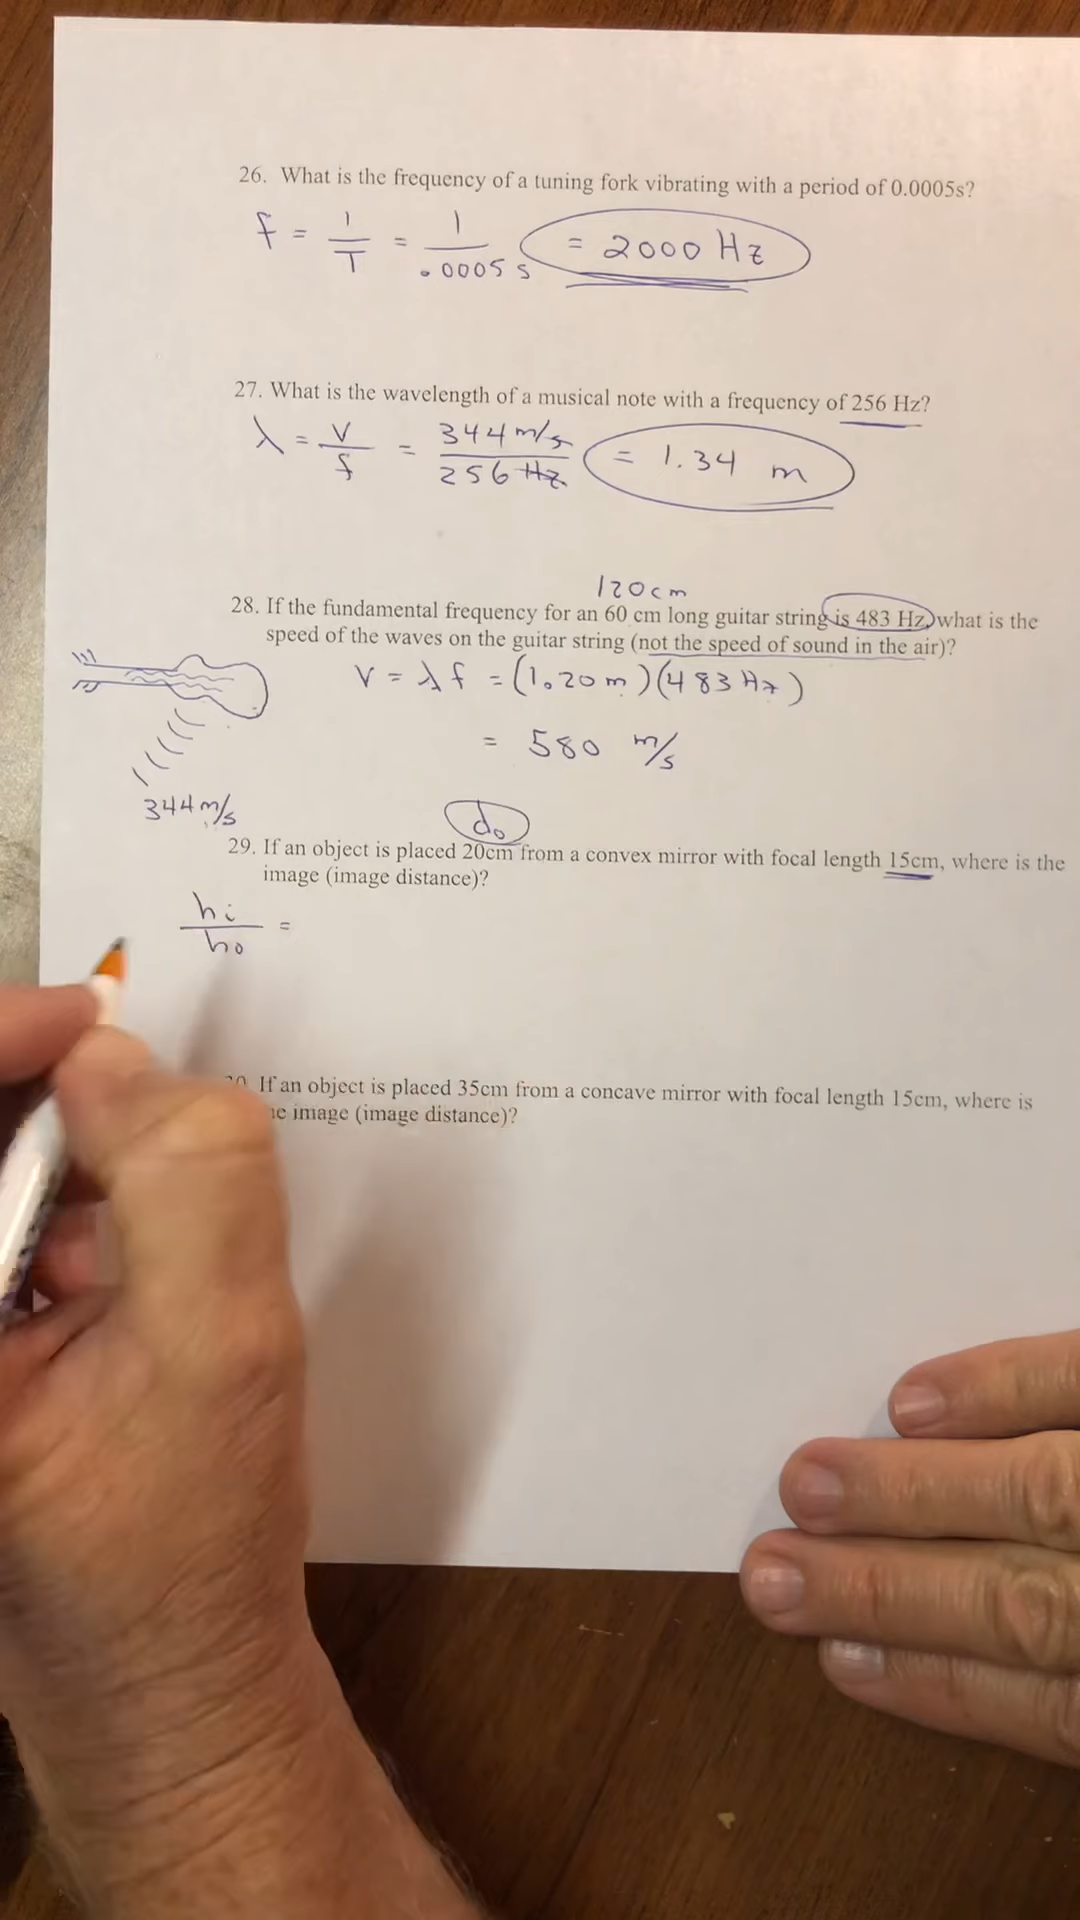 26. What is the frequency of a tuning fork vibrating with a period of 0.0005s?
f = 1/T = 1/.0005 s = 2000 Hz
27. What is the wavelength of a musical note with a frequency of 256 Hz?
λ = v/f = 344 m/s / 256 Hz = 1.34 m
120cm
28. If the fundamental frequency for an 60 cm long guitar string is 483 Hz, what is the
speed of the waves on the guitar string (not the speed of sound in the air)?
v = λ f = (1.20 m)(483 Hz)
= 580 m/s
344 m/s
do
29. If an object is placed 20cm from a convex mirror with focal length 15cm, where is the
image (image distance)?
hi/ho =
If an object is placed 35cm from a concave mirror with focal length 15cm, where is
image (image distance)?